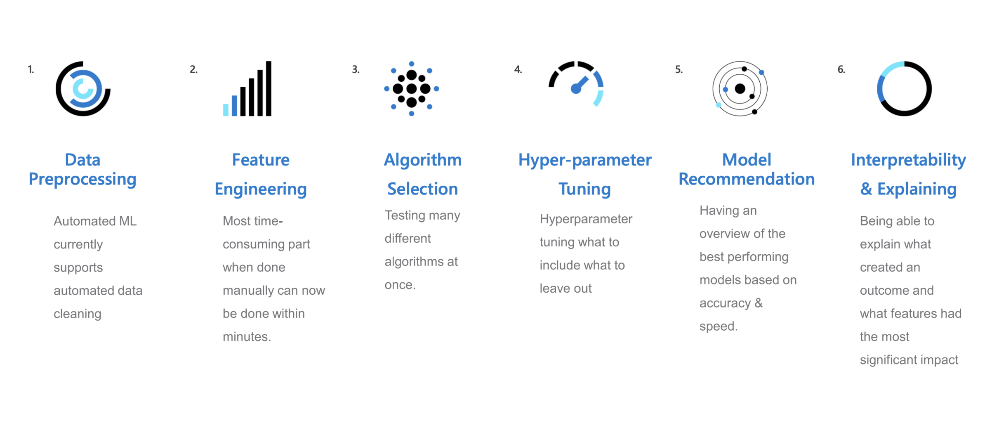 1.
Data
Preprocessing
Automated ML
currently
supports
automated data
cleaning
2.
Feature
Engineering
Most time-
consuming part
when done
manually can now
be done within
minutes.
3.
Algorithm
Selection
Testing many
different
algorithms at
once.
4.
Hyper-parameter
Tuning
Hyperparameter
tuning what to
include what to
leave out
5.
Model
Recommendation
Having an
overview of the
best performing
models based on
accuracy &
speed.
6.
Interpretability
& Explaining
Being able to
explain what
created an
outcome and
what features had
the most
significant impact